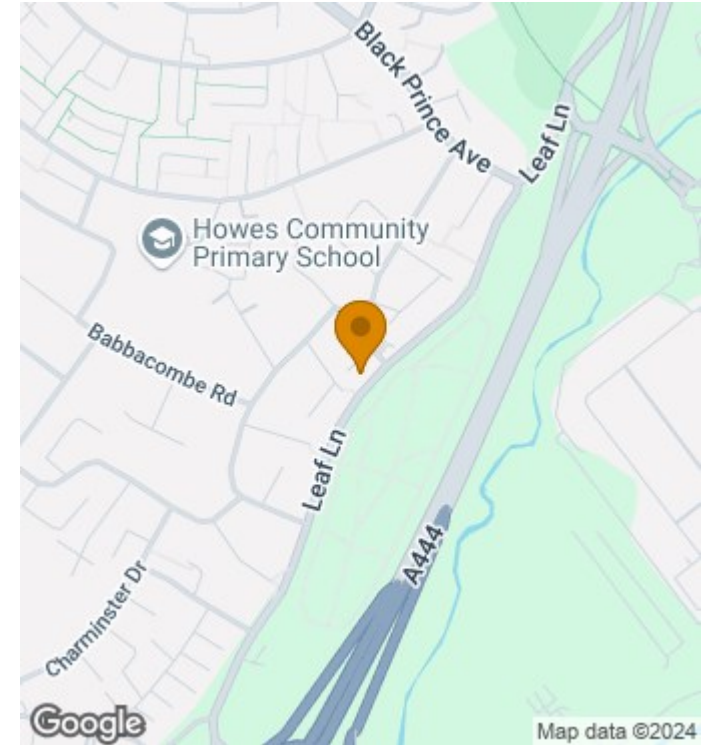 Black Prince Ave
Leaf Ln
Howes Community
Primary School
Babbacombe Rd
Leaf Ln
A444
Charminster Dr
Google
Map data ©2024